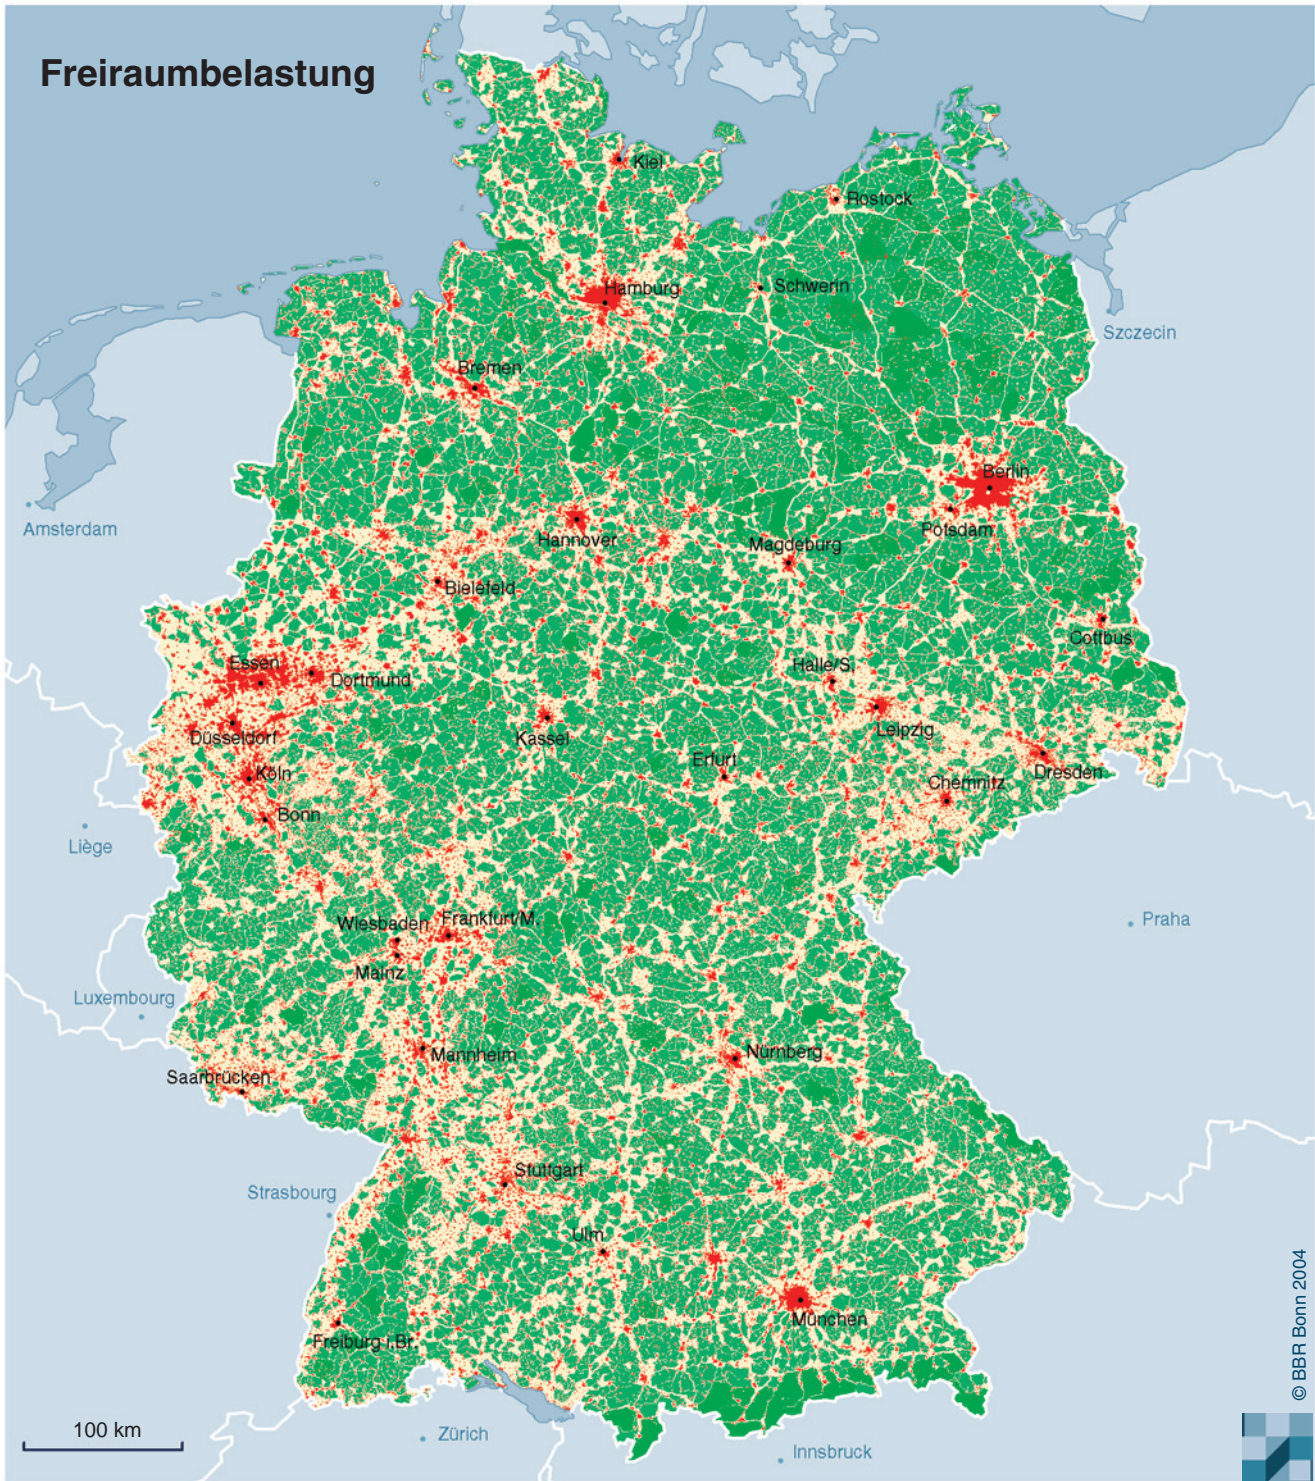 Freiraumbelastung
Kiel
Rostock
Hamburg
Schwerin
Szczecin
Bremen
Berlin
Amsterdam
Potsdam
Hannover
Magdeburg
Bielefeld
Cottbus
Essen
Halle/S.
Dortmund
Düsseldorf
Leipzig
Kassel
Erfurt
Dresden
Köln
Chemnitz
Bonn
Liège
Wiesbaden
Frankfurt/M.
Praha
Mainz
Luxembourg
Nürnberg
Mannheim
Saarbrücken
Stuttgart
Strasbourg
Ulm
München
Freiburg i.Br.
100 km
Zürich
Innsbruck
© BBR Bonn 2004